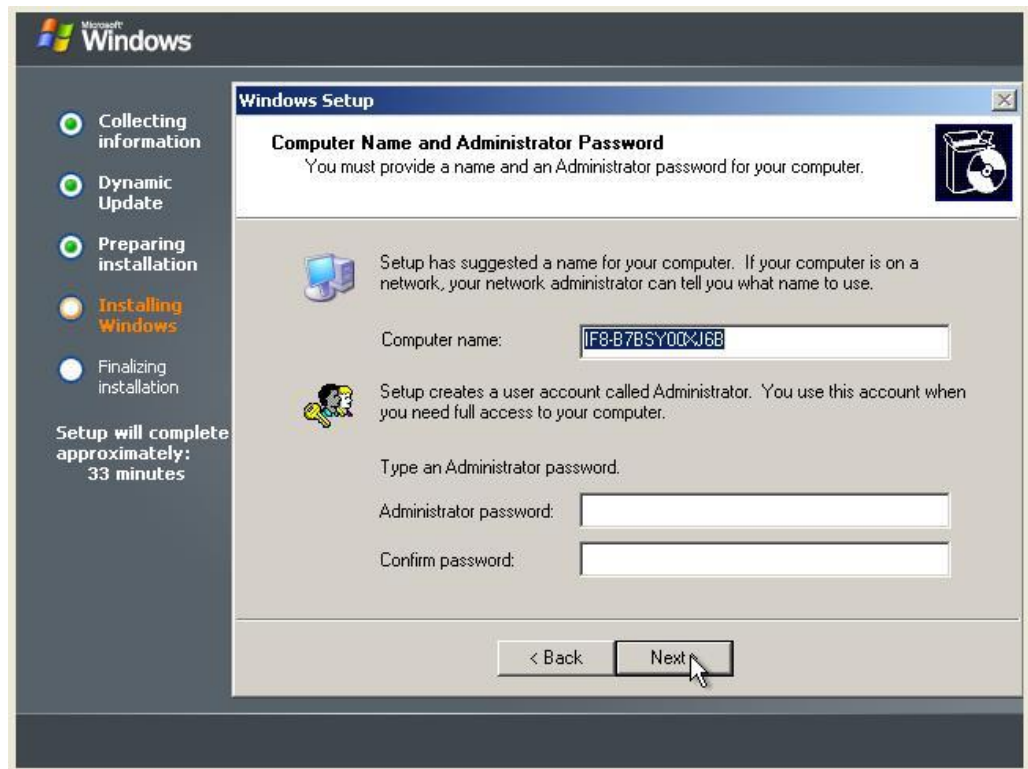 Microsoft
Windows
Collecting
information
Dynamic
Update
Preparing
installation
Installing
Windows
Finalizing
installation
Setup will complete
approximately:
33 minutes
Windows Setup
Computer Name and Administrator Password
You must provide a name and an Administrator password for your computer.
Setup has suggested a name for your computer. If your computer is on a
network, your network administrator can tell you what name to use.
Computer name: IF8-B7BSY00XJ6B
Setup creates a user account called Administrator. You use this account when
you need full access to your computer.
Type an Administrator password.
Administrator password:
Confirm password:
< Back Next